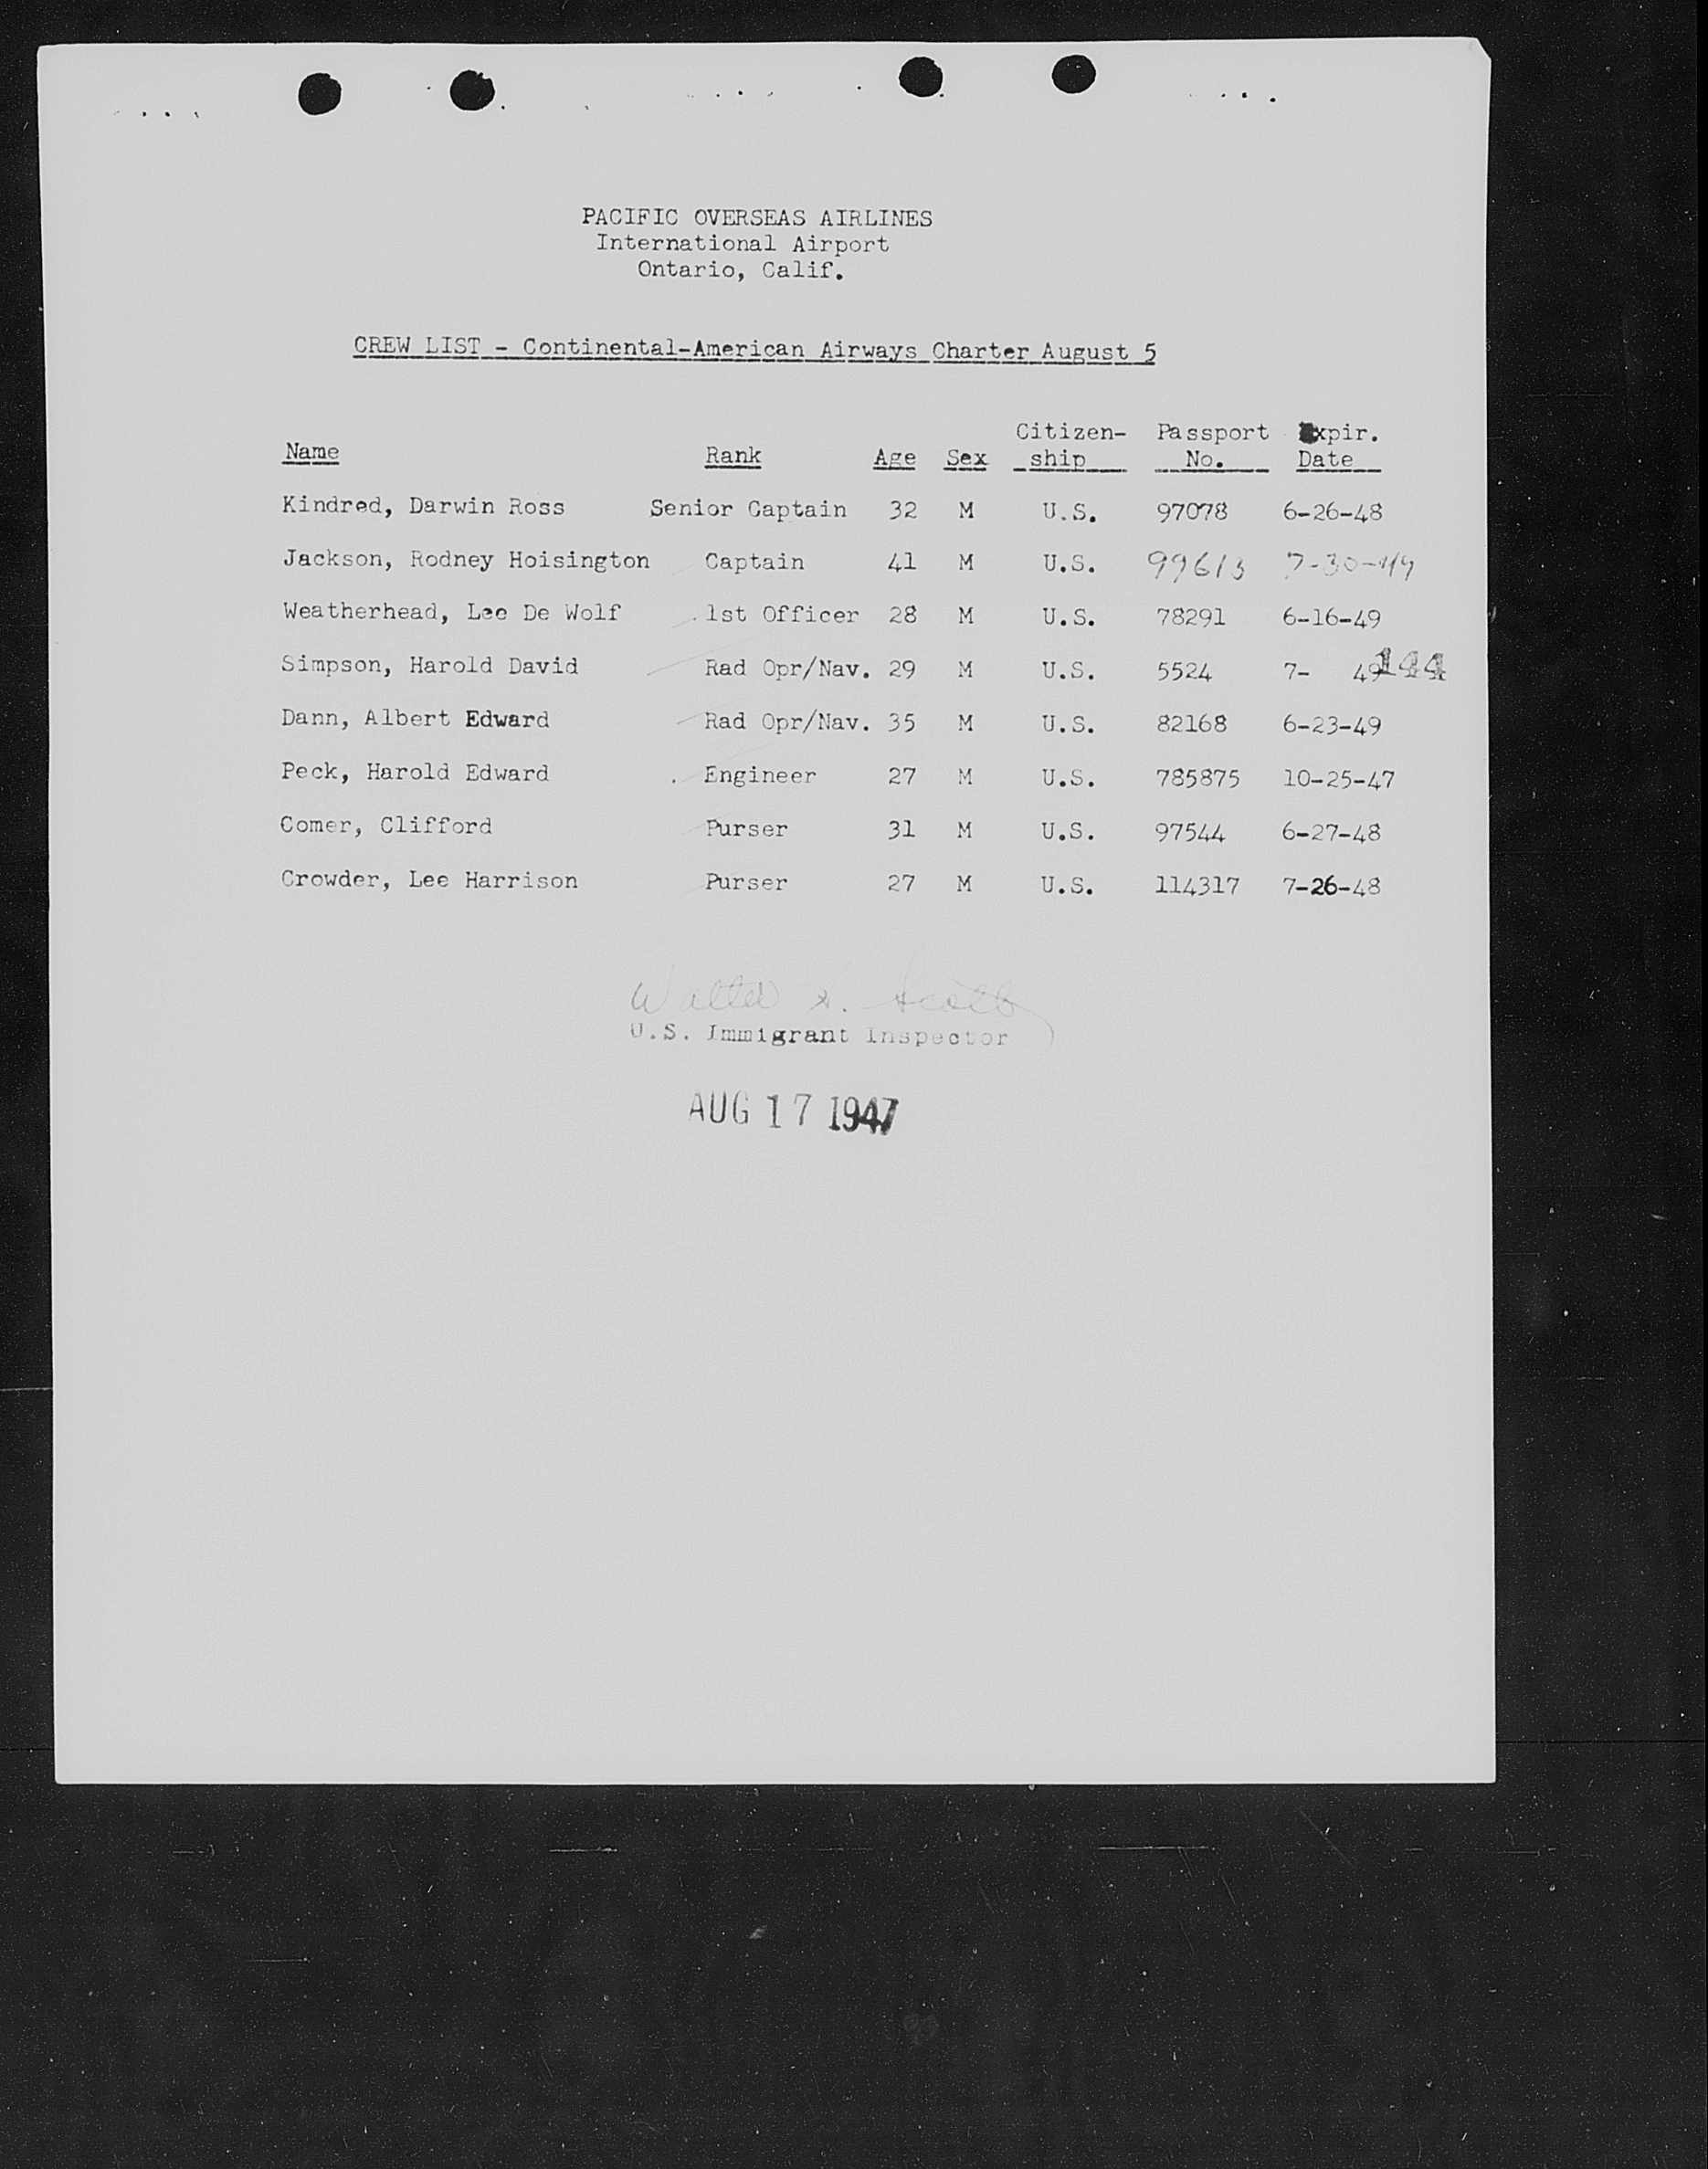 PACIFIC OVERSEAS AIRLINES
International Airport
Ontario, Calif.
CREW LIST - Continental-American Airways Charter August 5
Name Rank Age Sex Citizen-ship Passport No. Expir. Date
Kindred, Darwin Ross Senior Captain 32 M U.S. 97078 6-26-48
Jackson, Rodney Hoisington Captain 41 M U.S. 99613 7-30-49
Weatherhead, Lee De Wolf 1st Officer 28 M U.S. 78291 6-16-49
Simpson, Harold David Rad Opr/Nav. 29 M U.S. 5524 7- 49 144
Dann, Albert Edward Rad Opr/Nav. 35 M U.S. 82168 6-23-49
Peck, Harold Edward Engineer 27 M U.S. 785875 10-25-47
Comer, Clifford Purser 31 M U.S. 97544 6-27-48
Crowder, Lee Harrison Purser 27 M U.S. 114317 7-26-48
Walter
U.S. Immigrant Inspector
AUG 17 1947